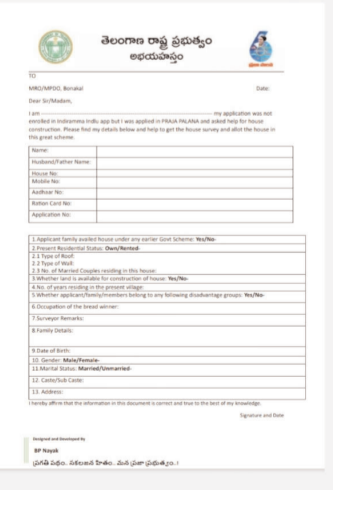 తెలంగాణ రాష్ట్ర ప్రభుత్వం
అభయహస్తం
TO
MRO/MPDO, Bonakal
Date:
Dear Sir/Madam,
I am ---------------------------------------------------- my application was not
enrolled in Indiramma Indlu app but I was applied in PRAJA PALANA and asked help for house
construction. Please find my details below and help to get the house survey and allot the house in
this great scheme.
Name:
Husband/Father Name:
House No:
Mobile No:
Aadhaar No:
Ration Card No:
Application No:
1.Applicant family availed house under any earlier Govt Scheme: Yes/No-
2.Present Residential Status: Own/Rented-
2.1 Type of Roof:
2.2 Type of Wall:
2.3 No. of Married Couples residing in this house:
3.Whether land is available for construction of house: Yes/No-
4.No. of years residing in the present village:
5.Whether applicant/family/members belong to any following disadvantage groups: Yes/No-
6.Occupation of the bread winner:
7.Surveyor Remarks:
8.Family Details:
9.Date of Birth:
10. Gender: Male/Female-
11.Marital Status: Married/Unmarried-
12. Caste/Sub Caste:
13. Address:
I hereby affirm that the information in this document is correct and true to the best of my knowledge.
Signature and Date
Designed and Developed By
BP Nayak
ప్రగతి పథం.. సకలజన హితం.. మన ప్రజా ప్రభుత్వం..!